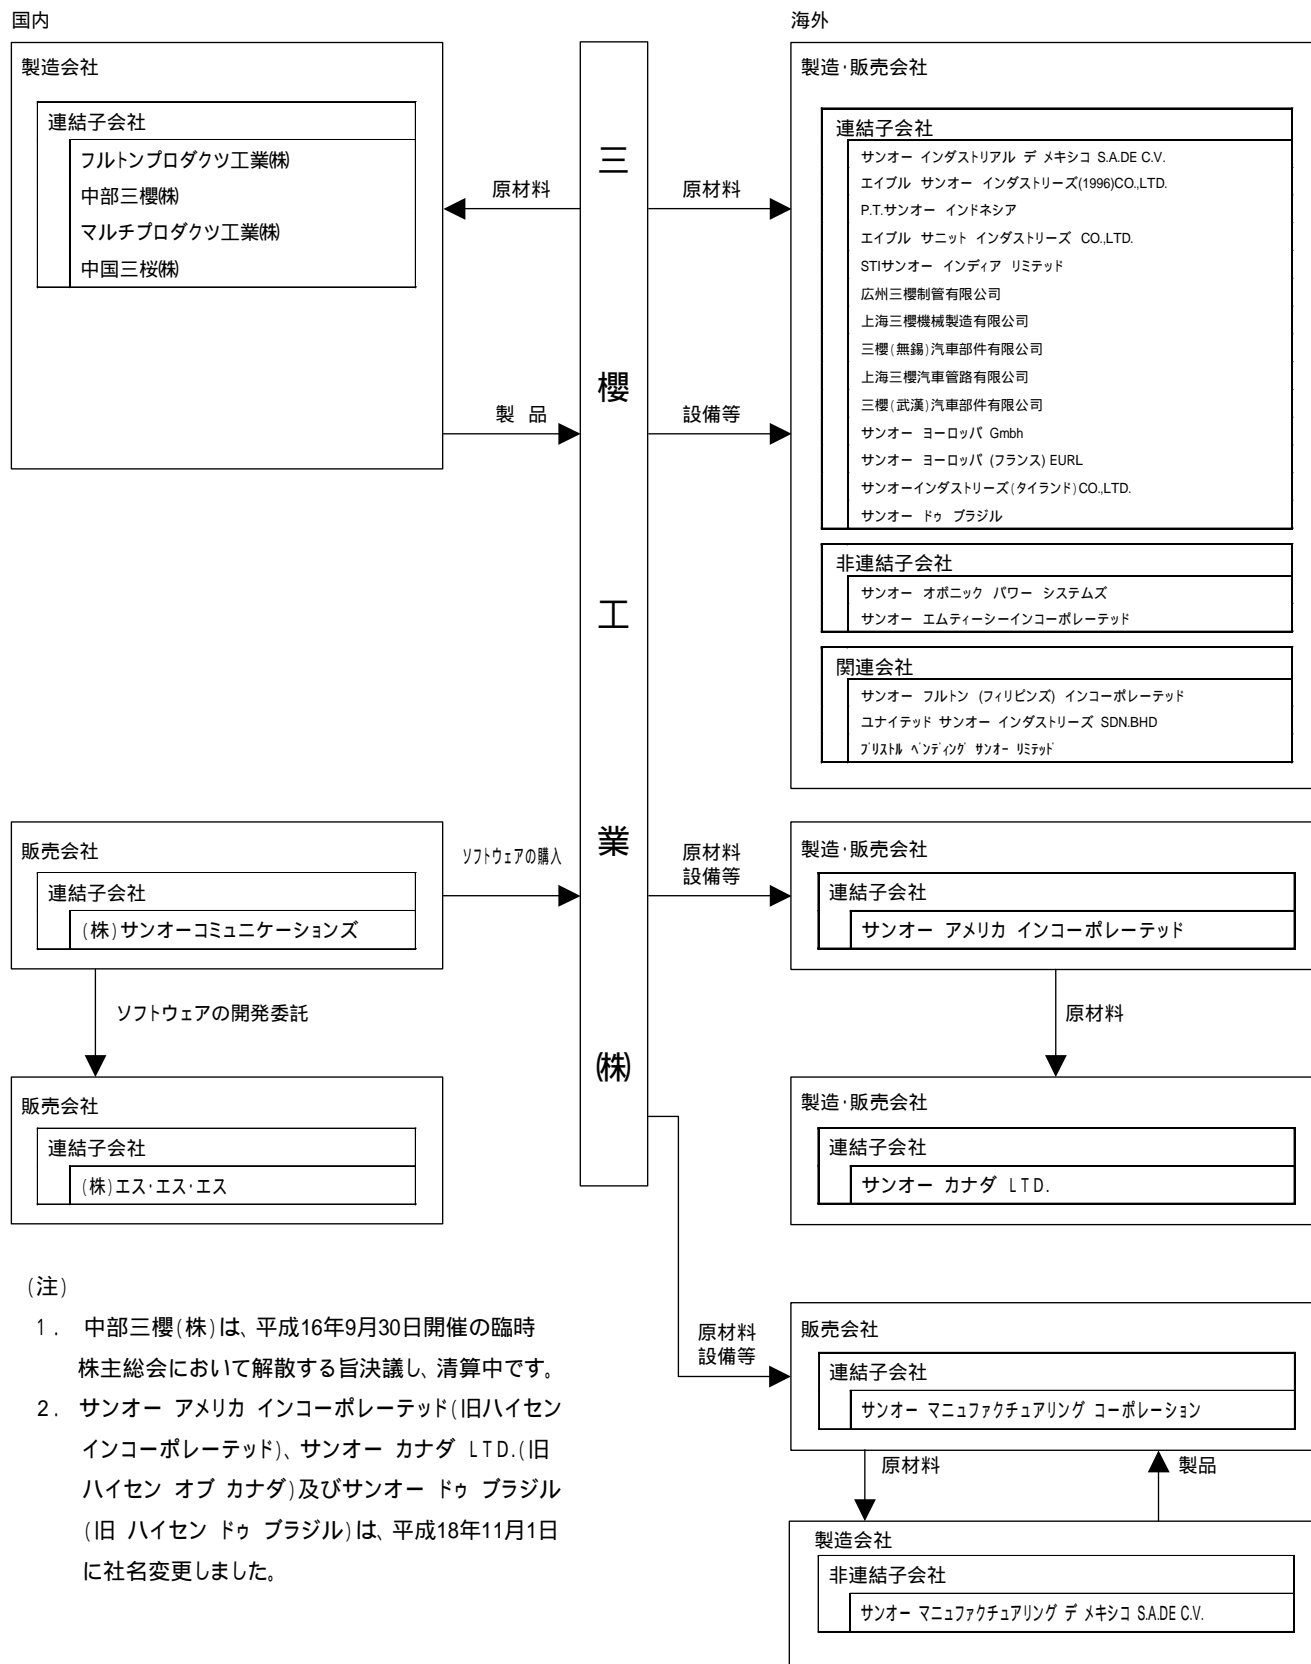 国内
製造会社
連結子会社
フルトンプロダクツ工業㈱
中部三櫻㈱
マルチプロダクツ工業㈱
中国三桜㈱
原材料
製 品
三
櫻
工
業
㈱
海外
製造・販売会社
原材料
設備等
連結子会社
サンオー インダストリアル デ メキシコ S.A.DE C.V.
エイブル サンオー インダストリーズ(1996)CO.,LTD.
P.T.サンオー インドネシア
エイブル サニット インダストリーズ CO.,LTD.
STIサンオー インディア リミテッド
広州三櫻制管有限公司
上海三櫻機械製造有限公司
三櫻(無錫)汽車部件有限公司
上海三櫻汽車管路有限公司
三櫻(武漢)汽車部件有限公司
サンオー ヨーロッパ Gmbh
サンオー ヨーロッパ (フランス) EURL
サンオーインダストリーズ(タイランド)CO.,LTD.
サンオー ドゥ ブラジル
非連結子会社
サンオー オボニック パワー システムズ
サンオー エムティーシーインコーポレーテッド
関連会社
サンオー フルトン (フィリピンズ) インコーポレーテッド
ユナイテッド サンオー インダストリーズ SDN.BHD
ブリストル ベンディング サンオー リミテッド
販売会社
連結子会社
(株)サンオーコミュニケーションズ
ソフトウェアの購入
ソフトウェアの開発委託
販売会社
連結子会社
(株)エス・エス・エス
原材料
設備等
製造・販売会社
連結子会社
サンオー アメリカ インコーポレーテッド
原材料
製造・販売会社
連結子会社
サンオー カナダ LTD.
原材料
設備等
販売会社
連結子会社
サンオー マニュファクチュアリング コーポレーション
原材料
製品
製造会社
非連結子会社
サンオー マニュファクチュアリング デ メキシコ S.A.DE C.V.
(注)
1. 中部三櫻(株)は、平成16年9月30日開催の臨時
株主総会において解散する旨決議し、清算中です。
2. サンオー アメリカ インコーポレーテッド(旧ハイセン
インコーポレーテッド)、サンオー カナダ LTD.(旧
ハイセン オブ カナダ)及びサンオー ドゥ ブラジル
(旧 ハイセン ドゥ ブラジル)は、平成18年11月1日
に社名変更しました。